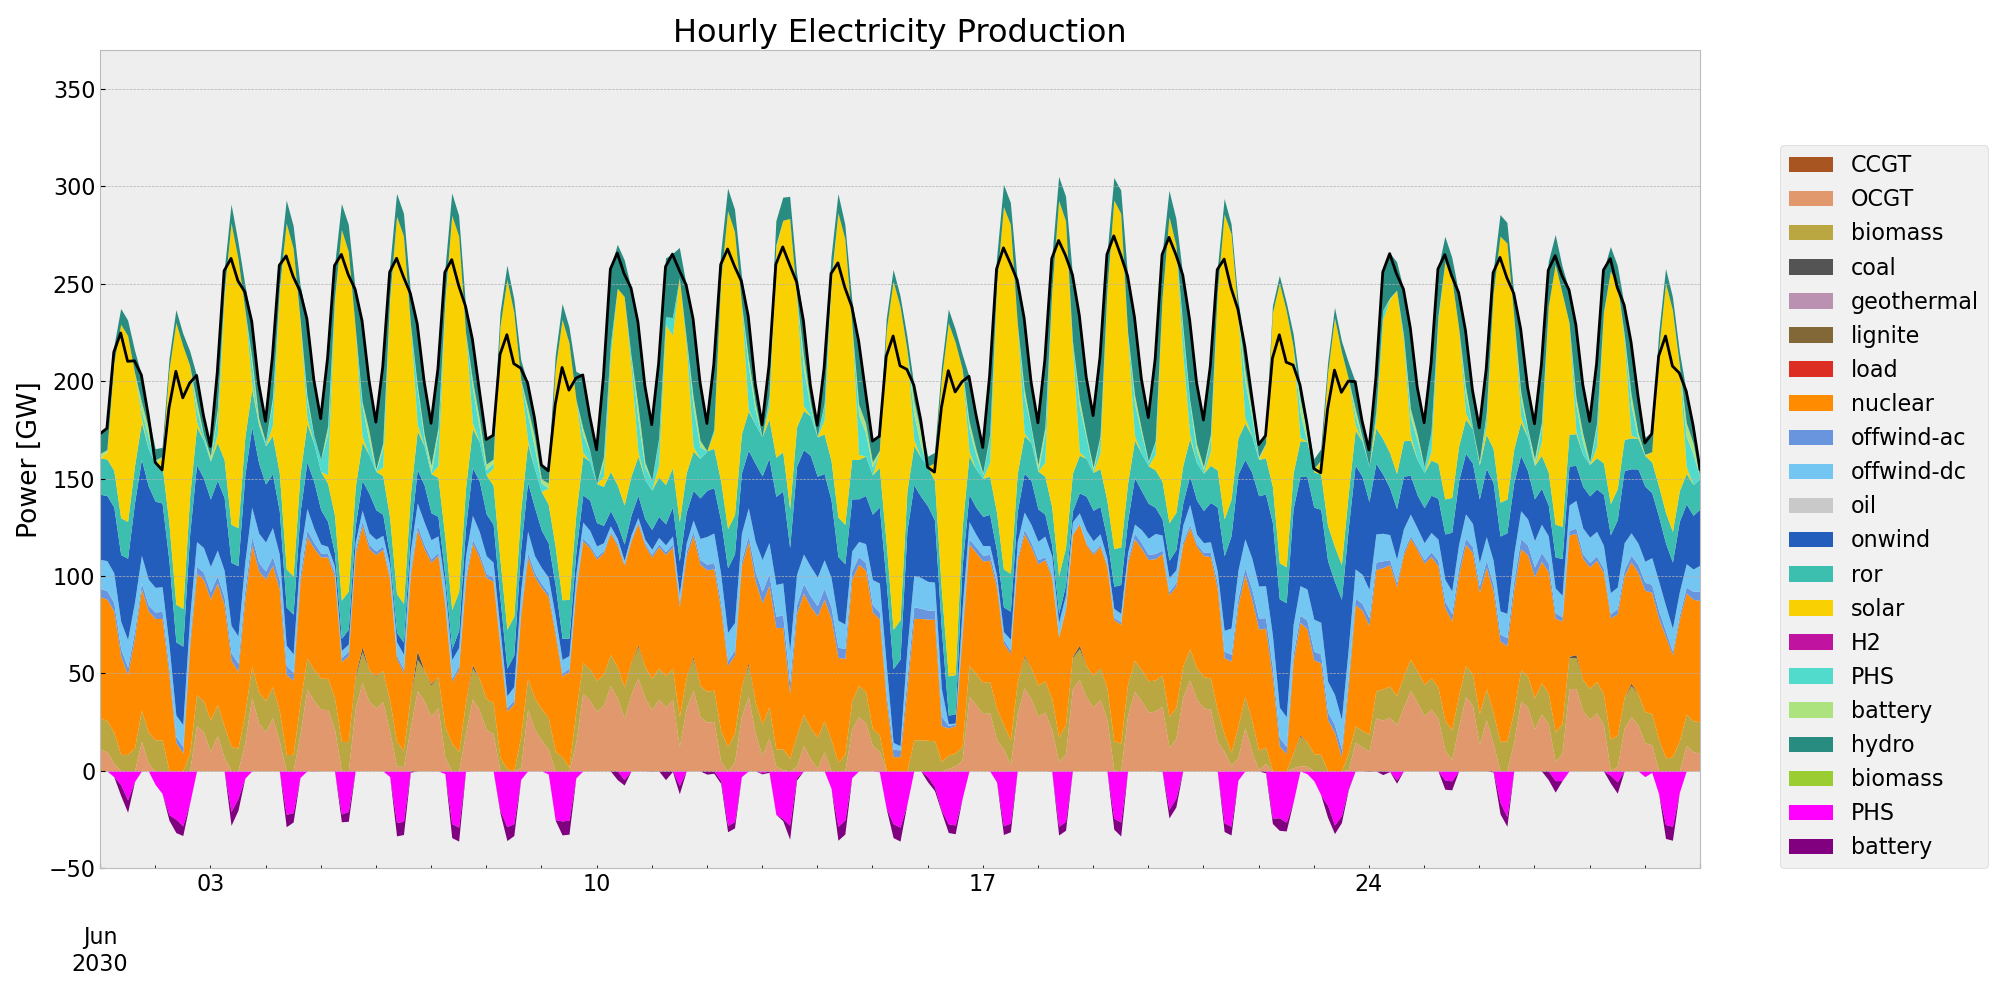 Hourly Electricity Production
Power [GW]
350
300
250
200
150
100
50
0
−50
03
10
17
24
Jun
2030
CCGT
OCGT
biomass
coal
geothermal
lignite
load
nuclear
offwind-ac
offwind-dc
oil
onwind
ror
solar
H2
PHS
battery
hydro
biomass
PHS
battery